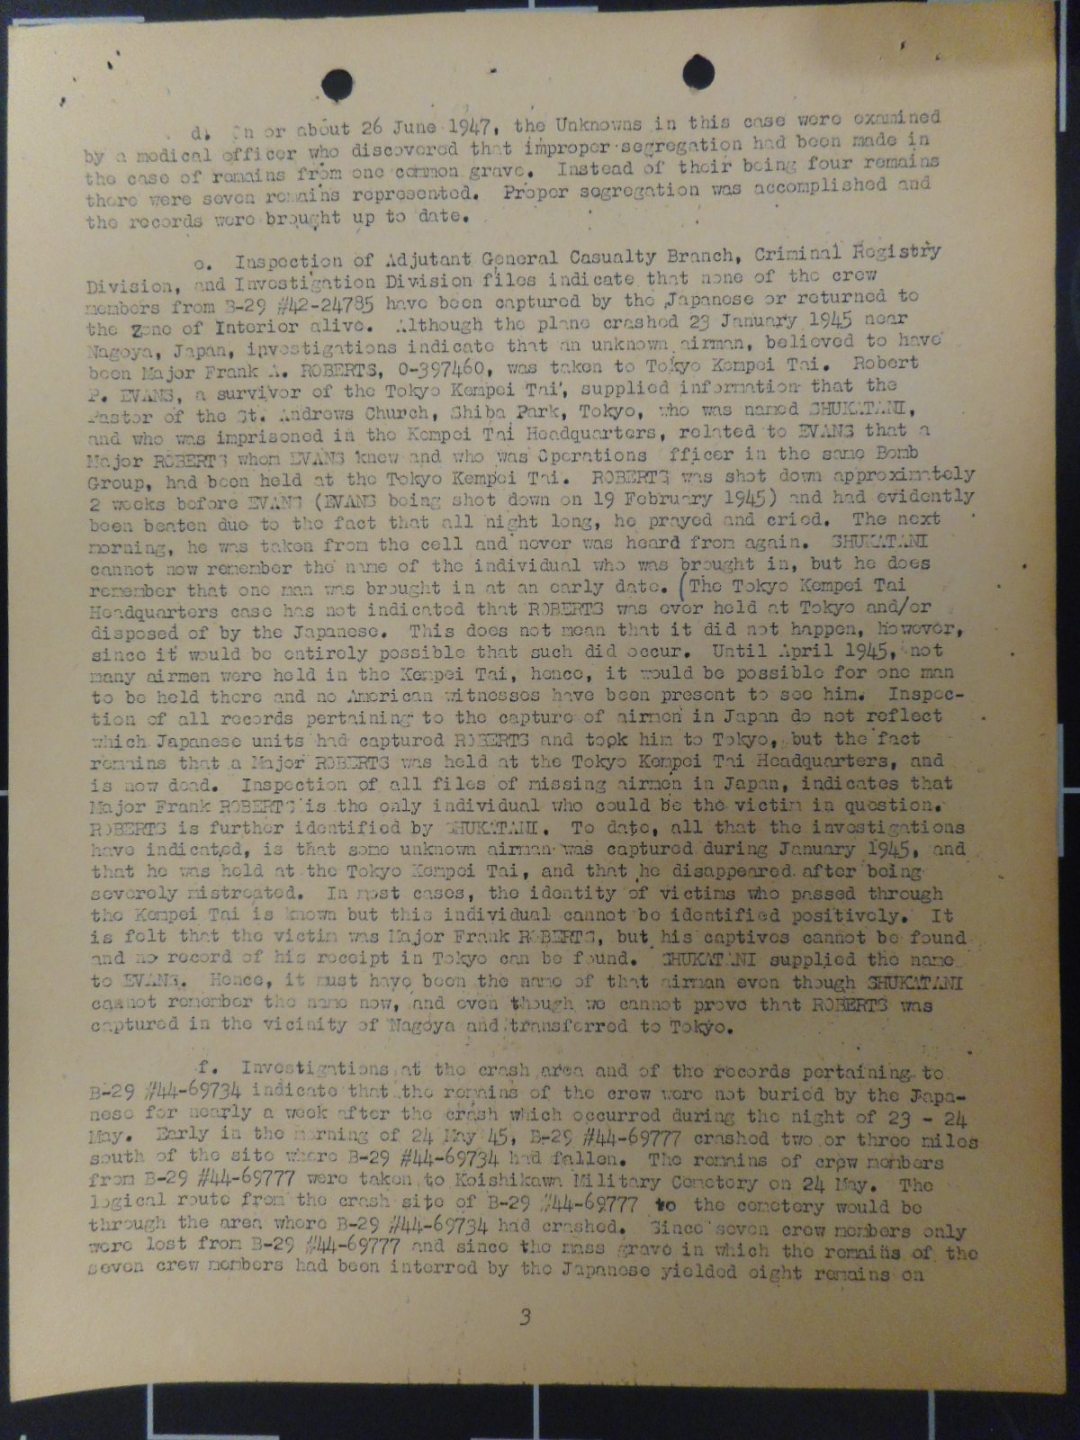 d. On or about 26 June 1947, the Unknowns in this case were examined
by a medical officer who discovered that improper segregation had been made in
the case of remains from one common grave. Instead of their being four remains
there were seven remains represented. Proper segregation was accomplished and
the records were brought up to date.
e. Inspection of Adjutant General Casualty Branch, Criminal Registry
Division, and Investigation Division files indicate that none of the crew
members from B-29 #42-24785 have been captured by the Japanese or returned to
the Zone of Interior alive. Although the plane crashed 23 January 1945 near
Nagoya, Japan, investigations indicate that an unknown airman, believed to have
been Major Frank A. ROBERTS, O-397460, was taken to Tokyo Kempei Tai. Robert
P. EVANS, a survivor of the Tokyo Kempei Tai, supplied information that the
Pastor of the St. Andrews Church, Shiba Park, Tokyo, who was named SHUKATANI,
and who was imprisoned in the Kempei Tai Headquarters, related to EVANS that a
Major ROBERTS whom EVANS knew and who was Operations Officer in the same Bomb
Group, had been held at the Tokyo Kempei Tai. ROBERTS was shot down approximately
2 weeks before EVANS (EVANS being shot down on 19 February 1945) and had evidently
been beaten due to the fact that all night long, he prayed and cried. The next
morning, he was taken from the cell and never was heard from again. SHUKATANI
cannot now remember the name of the individual who was brought in, but he does
remember that one man was brought in at an early date. (The Tokyo Kempei Tai
Headquarters case has not indicated that ROBERTS was ever held at Tokyo and/or
disposed of by the Japanese. This does not mean that it did not happen, however,
since it would be entirely possible that such did occur. Until April 1945, not
many airmen were held in the Kempei Tai, hence, it would be possible for one man
to be held there and no American witnesses have been present to see him. Inspec-
tion of all records pertaining to the capture of airmen in Japan do not reflect
which Japanese units had captured ROBERTS and took him to Tokyo, but the fact
remains that a Major ROBERTS was held at the Tokyo Kempei Tai Headquarters, and
is now dead. Inspection of all files of missing airmen in Japan, indicates that
Major Frank ROBERTS is the only individual who could be the victim in question.
ROBERTS is further identified by SHUKATANI. To date, all that the investigations
have indicated, is that some unknown airman was captured during January 1945, and
that he was held at the Tokyo Kempei Tai, and that he disappeared after being
severely mistreated. In most cases, the identity of victims who passed through
the Kempei Tai is known but this individual cannot be identified positively. It
is felt that the victim was Major Frank ROBERTS, but his captives cannot be found
and no record of his receipt in Tokyo can be found. SHUKATANI supplied the name
to EVANS. Hence, it must have been the name of that airman even though SHUKATANI
cannot remember the name now, and even though we cannot prove that ROBERTS was
captured in the vicinity of Nagoya and transferred to Tokyo.
f. Investigations at the crash area and of the records pertaining to
B-29 #44-69734 indicate that the remains of the crew were not buried by the Japa-
nese for nearly a week after the crash which occurred during the night of 23 - 24
May. Early in the morning of 24 May 45, B-29 #44-69777 crashed two or three miles
south of the site where B-29 #44-69734 had fallen. The remains of crew members
from B-29 #44-69777 were taken to Koishikawa Military Cemetery on 24 May. The
logical route from the crash site of B-29 #44-69777 to the cemetery would be
through the area where B-29 #44-69734 had crashed. Since seven crew members only
were lost from B-29 #44-69777 and since the mass grave in which the remains of the
seven crew members had been interred by the Japanese yielded eight remains on
3